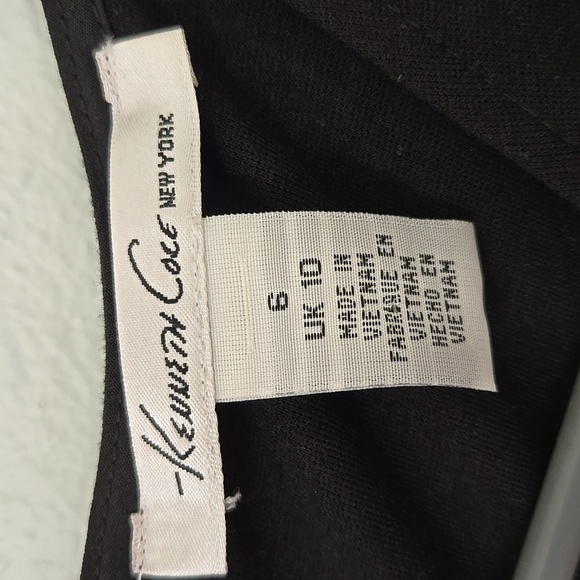 KENNETH COLE NEW YORK
6
UK 10
MADE IN
VIETNAM
FABRIQUE EN
VIETNAM
HECHO EN
VIETNAM